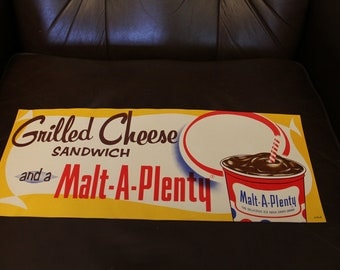 Grilled Cheese
SANDWICH
and a
Malt-A-Plenty
Malt-A-Plenty